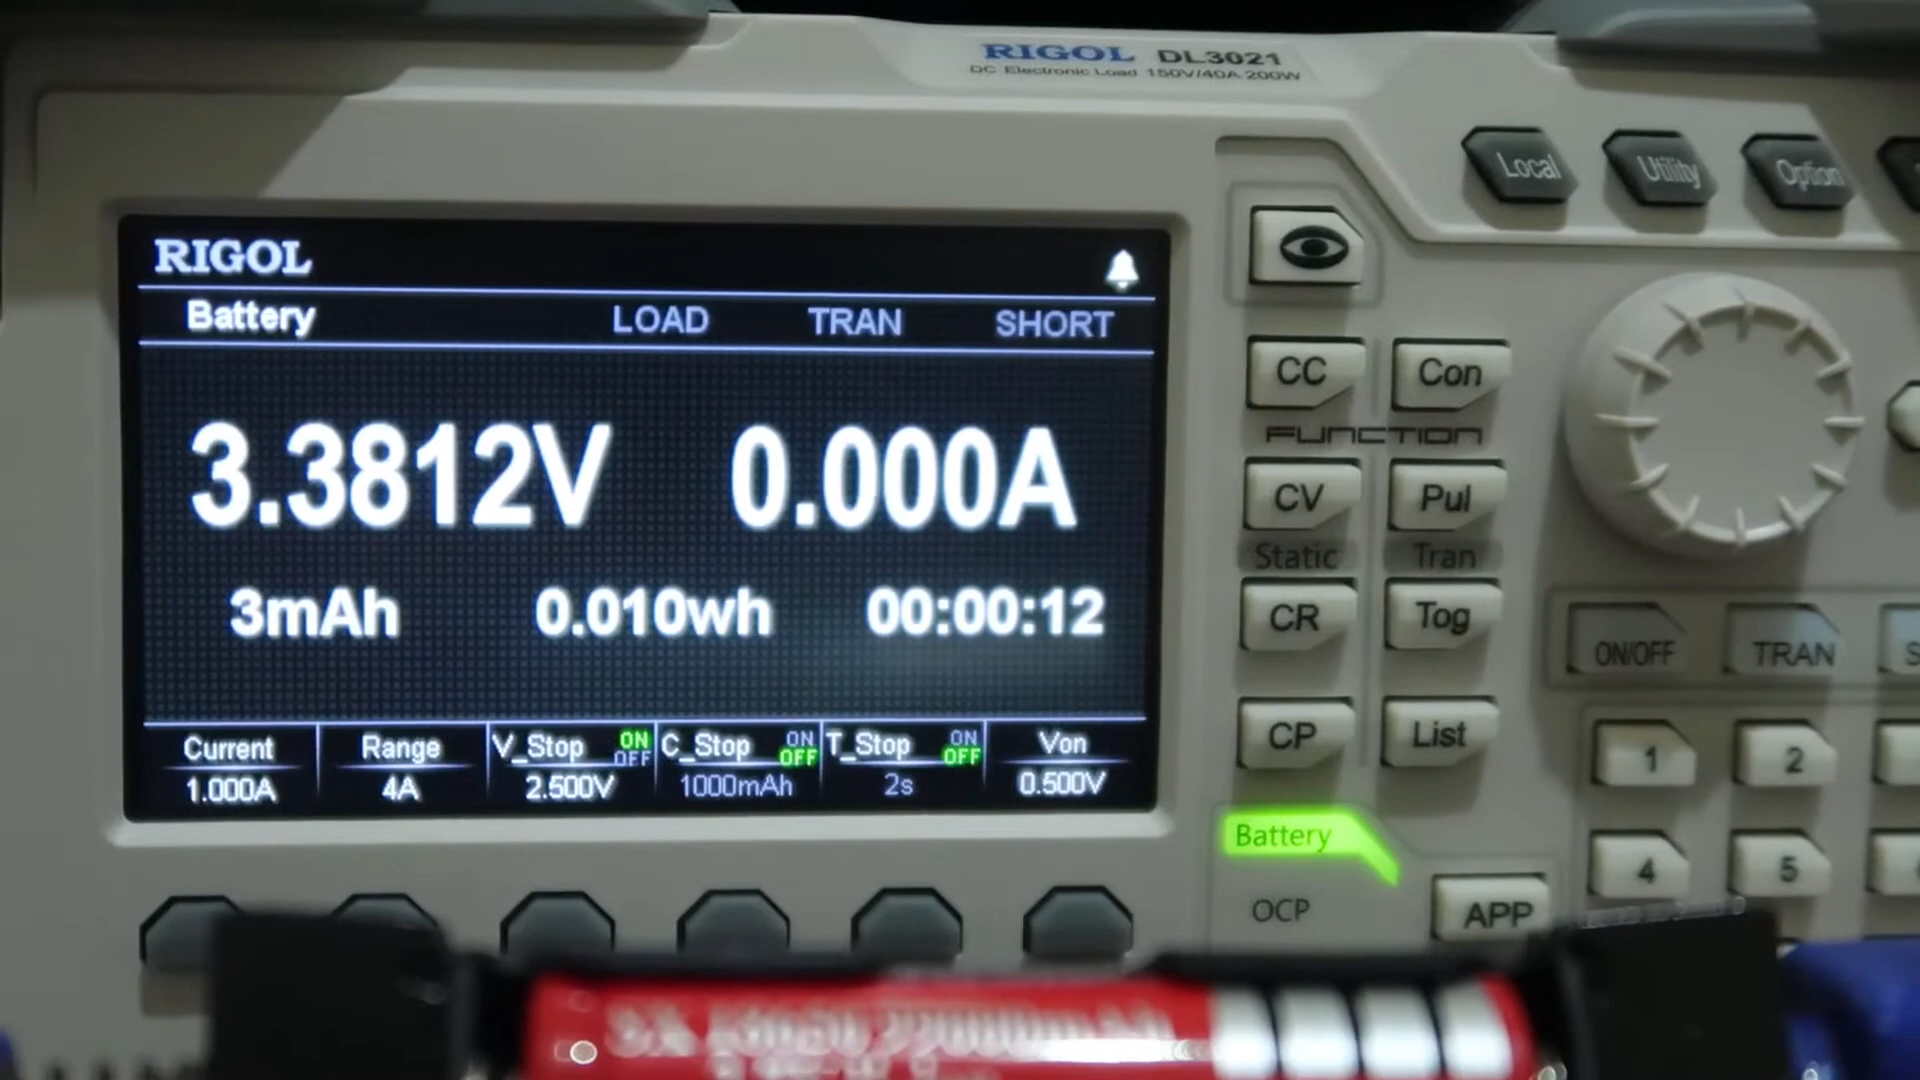 RIGOL DL3021
DC Electronic Load 150V/40A 200W
Local Utility Option
RIGOL
Battery LOAD TRAN SHORT
3.3812V 0.000A
3mAh 0.010wh 00:00:12
Current Range V_Stop ON OFF C_Stop ON OFF T_Stop ON OFF Von
1.000A 4A 2.500V 1000mAh 2s 0.500V
CC Con
FUNCTION
CV Pul
Static Tran
CR Tog
CP List
Battery
OCP APP
ON/OFF TRAN
1 2
4 5